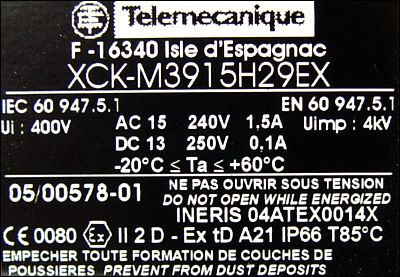 Telemecanique
F -16340 Isle d'Espagnac
XCK-M3915H29EX
IEC 60 947.5.1 EN 60 947.5.1
Ui : 400V AC 15 240V 1,5A Uimp : 4kV
DC 13 250V 0,1A
-20°C ≤ Ta ≤ +60°C
05/00578-01 NE PAS OUVRIR SOUS TENSION
DO NOT OPEN WHILE ENERGIZED
INERIS 04ATEX0014X
CE 0080 Ex II 2 D - Ex tD A21 IP66 T85°C
EMPECHER TOUTE FORMATION DE COUCHES DE
POUSSIERES PREVENT FROM DUST DEPOSITS